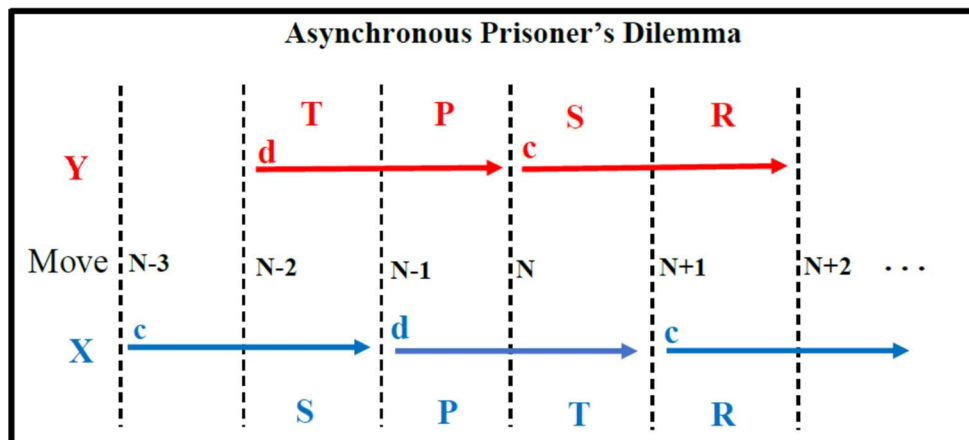 Asynchronous Prisoner's Dilemma
T P S R
d c
Y
Move N-3 N-2 N-1 N N+1 N+2 ...
c d c
X
S P T R